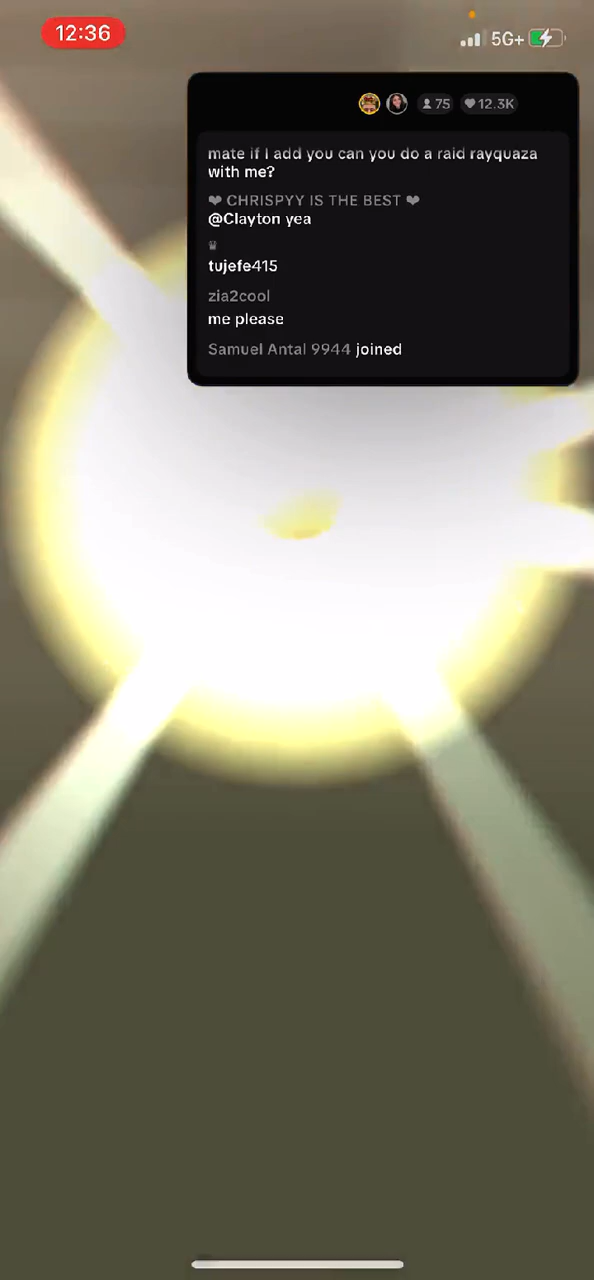 12:36
5G+
75
12.3K
mate if I add you can you do a raid rayquaza
with me?
❤ CHRISPYY IS THE BEST ❤
@Clayton yea
tujefe415
zia2cool
me please
Samuel Antal 9944 joined